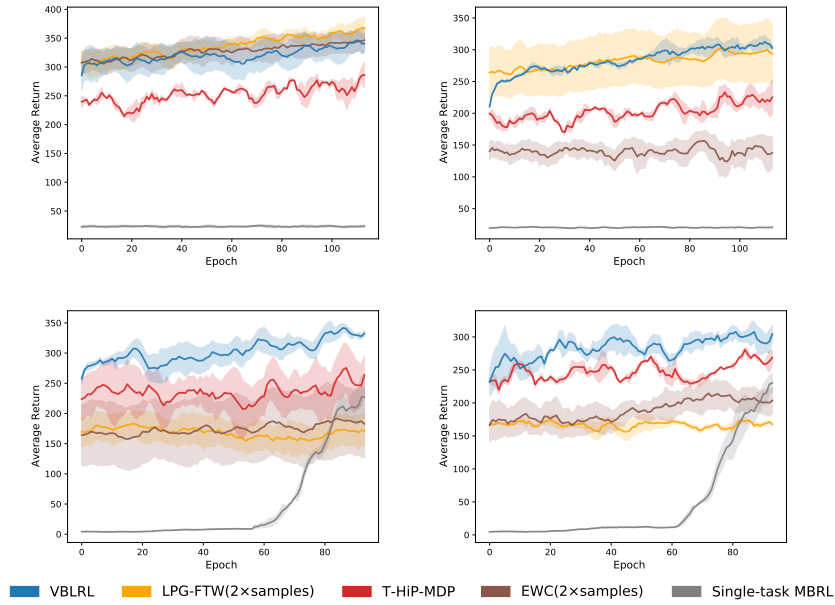 400
350
300
250
200
150
100
50
Average Return
0 20 40 60 80 100
Epoch
350
300
250
200
150
100
50
Average Return
0 20 40 60 80 100
Epoch
350
300
250
200
150
100
50
0
Average Return
0 20 40 60 80
Epoch
300
250
200
150
100
50
0
Average Return
0 20 40 60 80
Epoch
VBLRL LPG-FTW(2×samples) T-HiP-MDP EWC(2×samples) Single-task MBRL